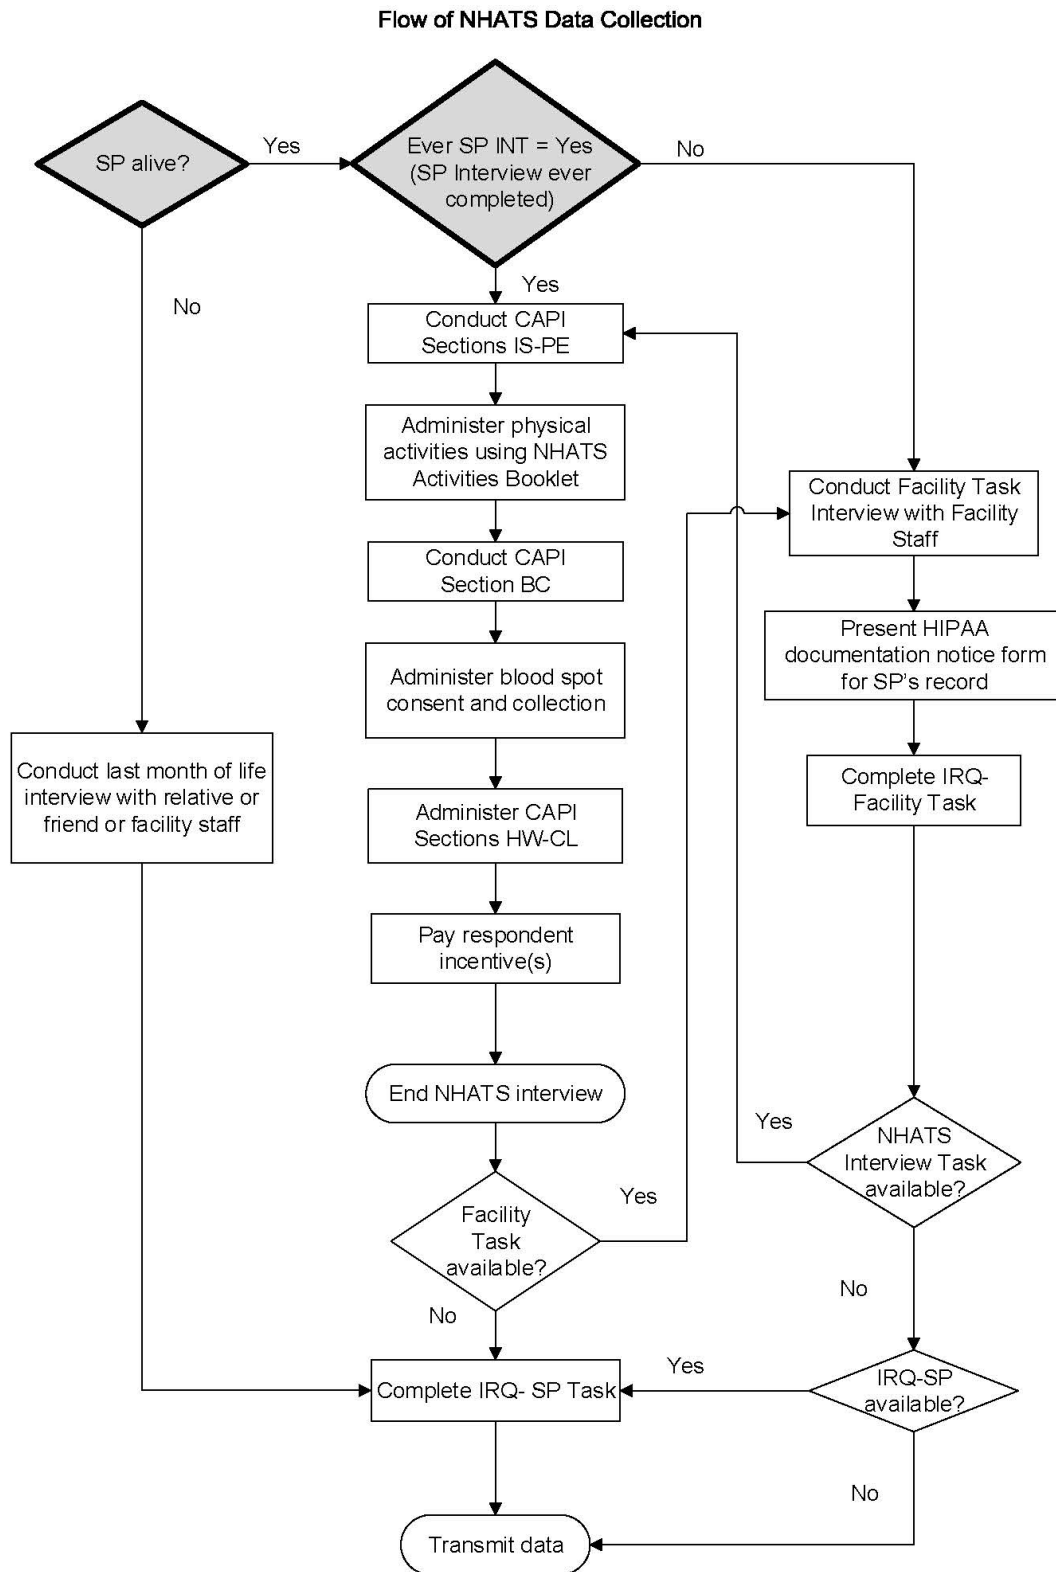 Flow of NHATS Data Collection
SP alive?
Yes
Ever SP INT = Yes
(SP Interview ever
completed)
No
No
Yes
Conduct CAPI
Sections IS-PE
Administer physical
activities using NHATS
Activities Booklet
Conduct CAPI
Section BC
Administer blood spot
consent and collection
Administer CAPI
Sections HW-CL
Pay respondent
incentive(s)
End NHATS interview
Facility
Task
available?
Yes
No
Conduct last month of life
interview with relative or
friend or facility staff
Conduct Facility Task
Interview with Facility
Staff
Present HIPAA
documentation notice form
for SP's record
Complete IRQ-
Facility Task
NHATS
Interview Task
available?
Yes
No
IRQ-SP
available?
Yes
No
Complete IRQ- SP Task
Transmit data